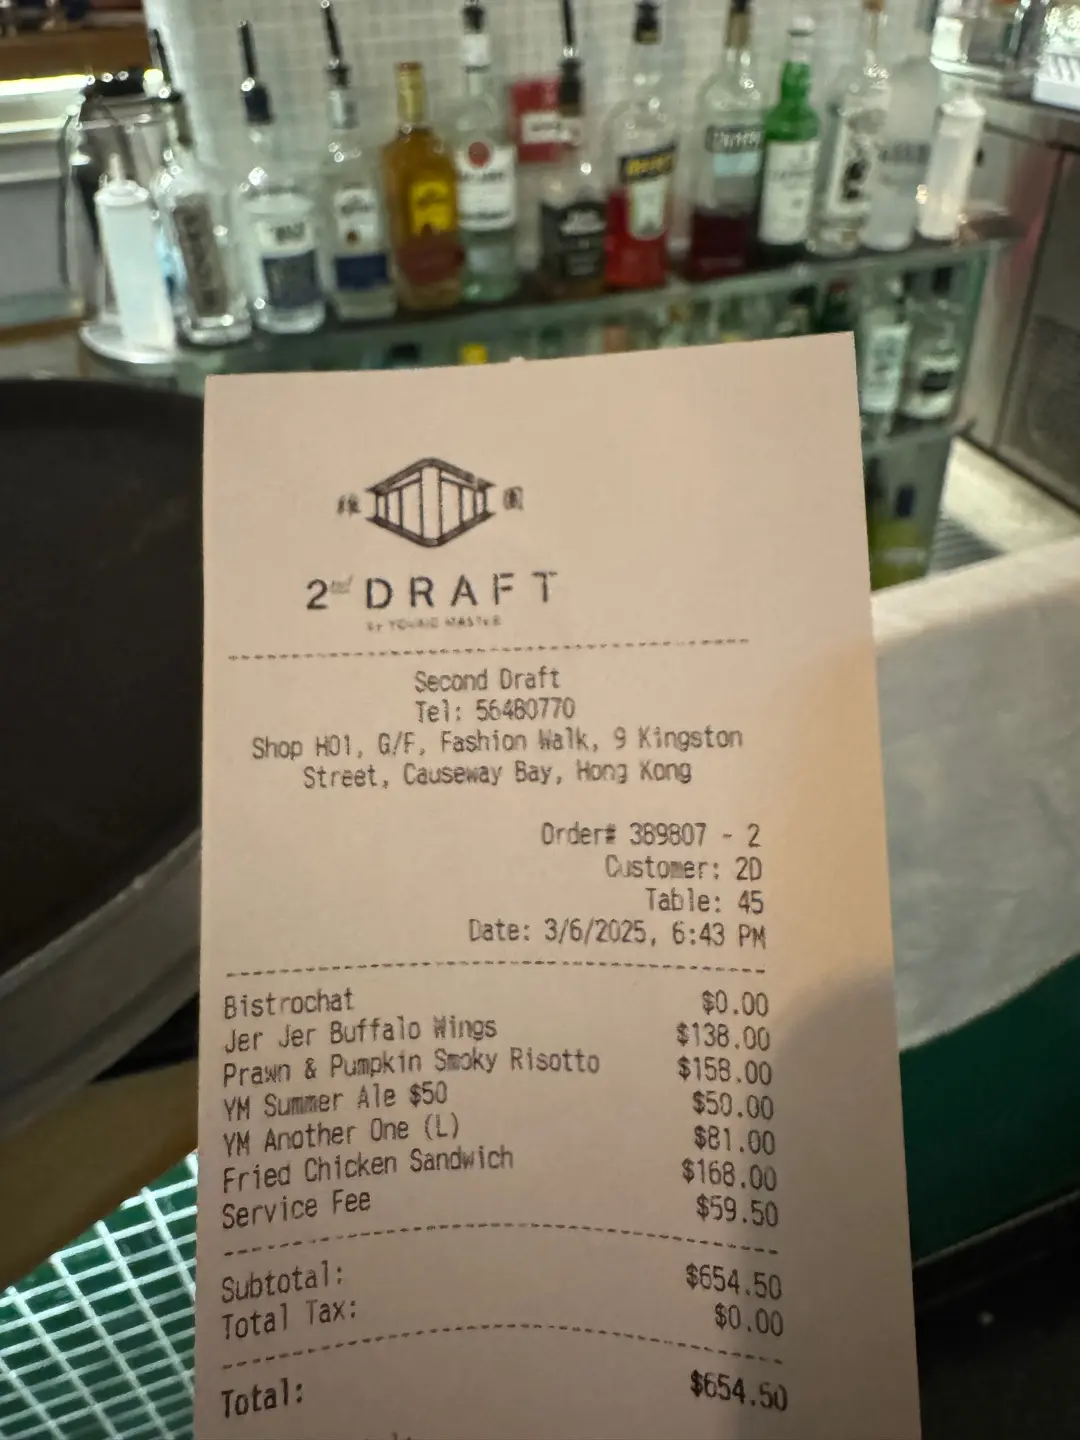 2nd DRAFT
BY YOUNG MASTER
Second Draft
Tel: 56480770
Shop H01, G/F, Fashion Walk, 9 Kingston
Street, Causeway Bay, Hong Kong
Order# 389807 - 2
Customer: 2D
Table: 45
Date: 3/6/2025, 6:43 PM
Bistrochat $0.00
Jer Jer Buffalo Wings $138.00
Prawn & Pumpkin Smoky Risotto $158.00
YM Summer Ale $50 $50.00
YM Another One (L) $81.00
Fried Chicken Sandwich $168.00
Service Fee $59.50
Subtotal: $654.50
Total Tax: $0.00
Total: $654.50